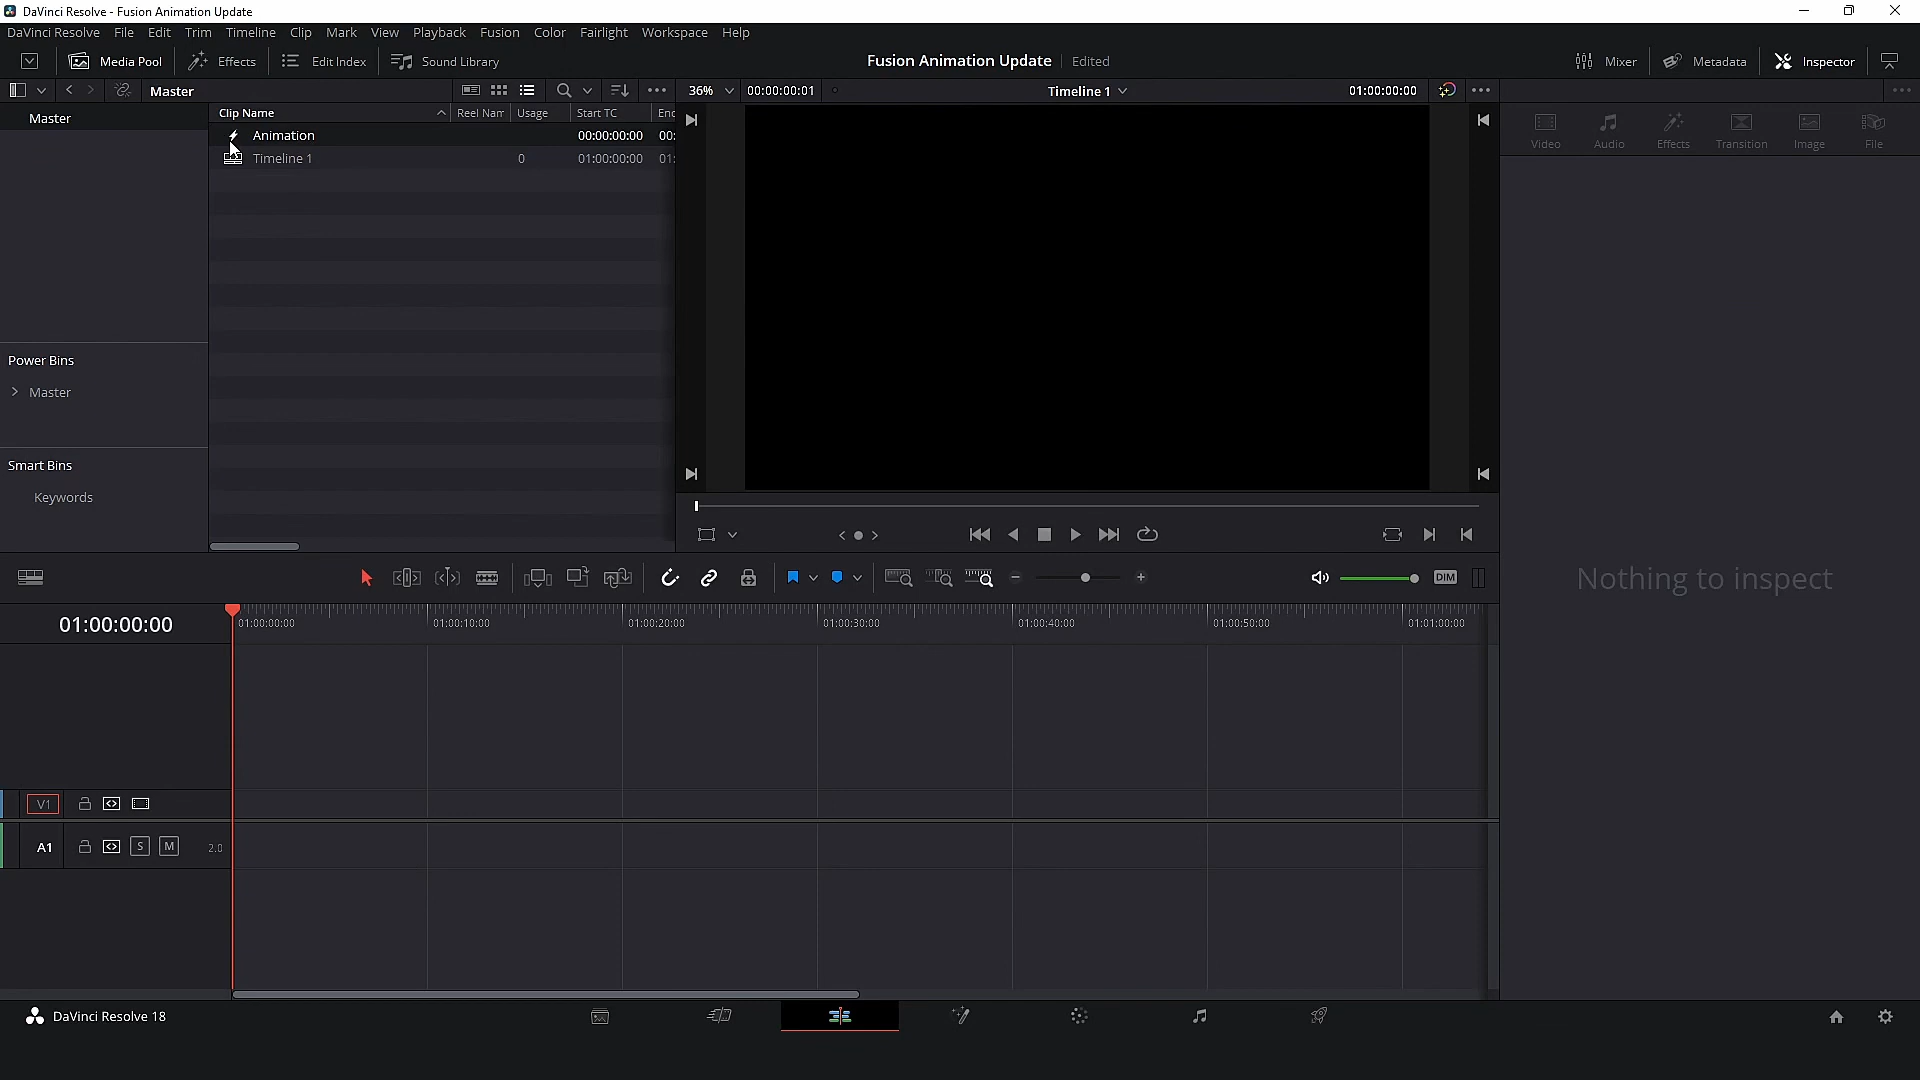 DaVinci Resolve - Fusion Animation Update
DaVinci Resolve File Edit Trim Timeline Clip Mark View Playback Fusion Color Fairlight Workspace Help
Media Pool Effects Edit Index Sound Library Fusion Animation Update Edited Mixer Metadata Inspector
Master 36% 00:00:00:01 Timeline 1 01:00:00:00
Master Clip Name Reel Nam Usage Start TC Enc
Animation 00:00:00:00 00:
Timeline 1 0 01:00:00:00 01:
Video Audio Effects Transition Image File
Power Bins
Master
Smart Bins
Keywords
DIM
Nothing to inspect
01:00:00:00 01:00:00:00 01:00:10:00 01:00:20:00 01:00:30:00 01:00:40:00 01:00:50:00 01:01:00:00
V1
A1 S M 2.0
DaVinci Resolve 18